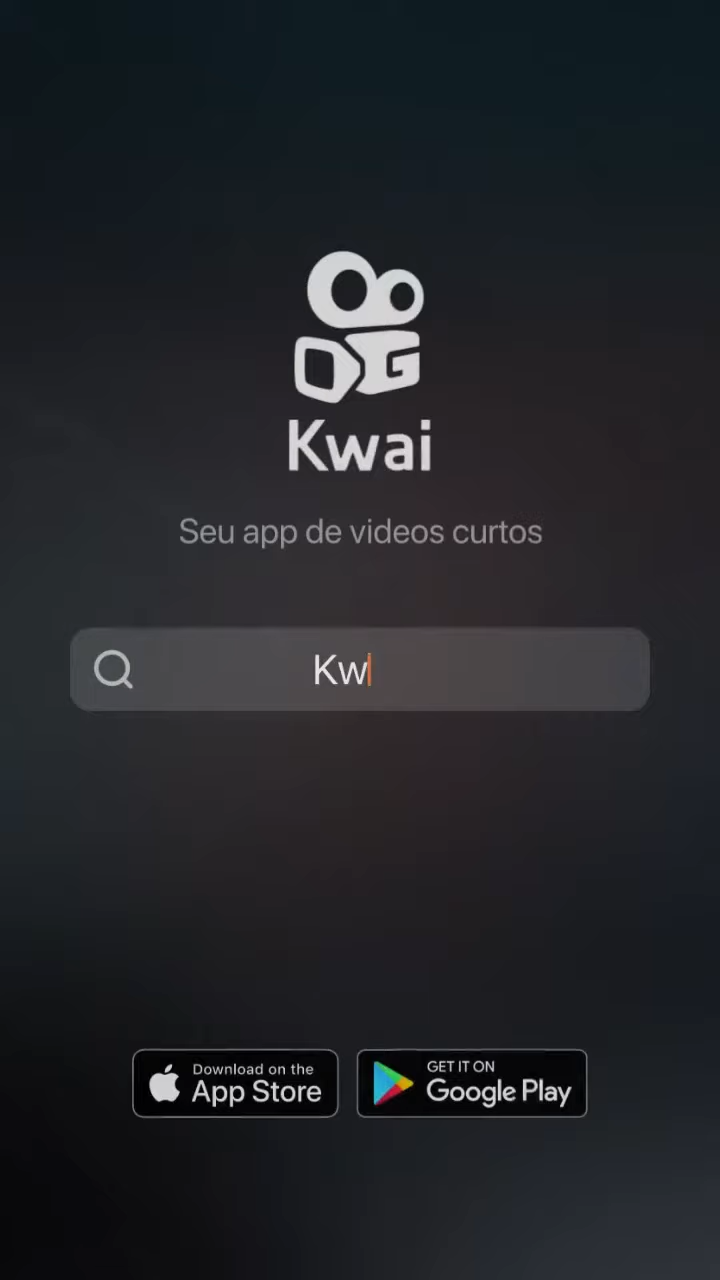 Kwai
Seu app de videos curtos
Kw
Download on the
App Store
GET IT ON
Google Play